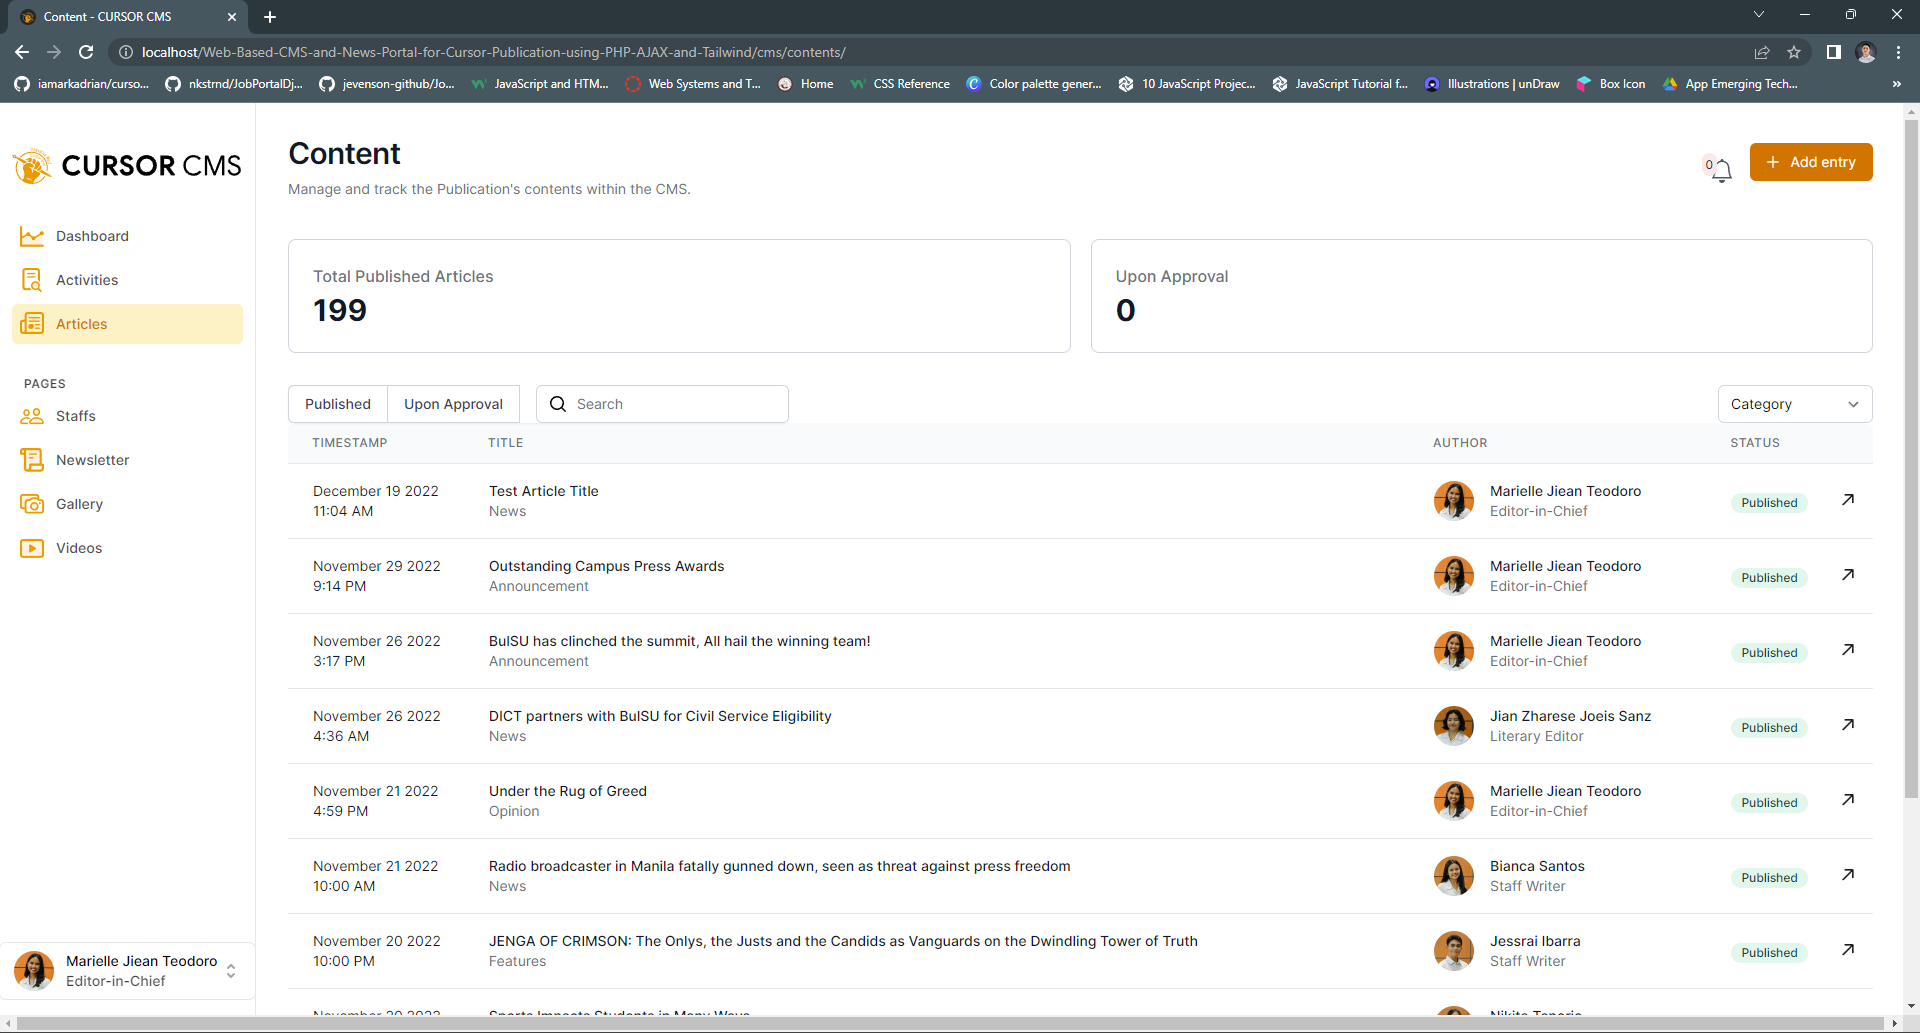 Content - CURSOR CMS
localhost/Web-Based-CMS-and-News-Portal-for-Cursor-Publication-using-PHP-AJAX-and-Tailwind/cms/contents/
iamarkadrian/curso...
nkstrnd/JobPortalDj...
jevenson-github/Jo...
JavaScript and HTM...
Web Systems and T...
Home
CSS Reference
Color palette gener...
10 JavaScript Projec...
JavaScript Tutorial f...
Illustrations | unDraw
Box Icon
App Emerging Tech...
CURSOR CMS
Dashboard
Activities
Articles
PAGES
Staffs
Newsletter
Gallery
Videos
Marielle Jiean Teodoro
Editor-in-Chief
Content
Manage and track the Publication's contents within the CMS.
0
Add entry
Total Published Articles
199
Upon Approval
0
Published
Upon Approval
Search
Category
TIMESTAMP TITLE AUTHOR STATUS
December 19 2022
11:04 AM
Test Article Title
News
Marielle Jiean Teodoro
Editor-in-Chief
Published
November 29 2022
9:14 PM
Outstanding Campus Press Awards
Announcement
Marielle Jiean Teodoro
Editor-in-Chief
Published
November 26 2022
3:17 PM
BulSU has clinched the summit, All hail the winning team!
Announcement
Marielle Jiean Teodoro
Editor-in-Chief
Published
November 26 2022
4:36 AM
DICT partners with BulSU for Civil Service Eligibility
News
Jian Zharese Joeis Sanz
Literary Editor
Published
November 21 2022
4:59 PM
Under the Rug of Greed
Opinion
Marielle Jiean Teodoro
Editor-in-Chief
Published
November 21 2022
10:00 AM
Radio broadcaster in Manila fatally gunned down, seen as threat against press freedom
News
Bianca Santos
Staff Writer
Published
November 20 2022
10:00 PM
JENGA OF CRIMSON: The Onlys, the Justs and the Candids as Vanguards on the Dwindling Tower of Truth
Features
Jessrai Ibarra
Staff Writer
Published
November 20 2022
Sports Impacts Students in Many Ways